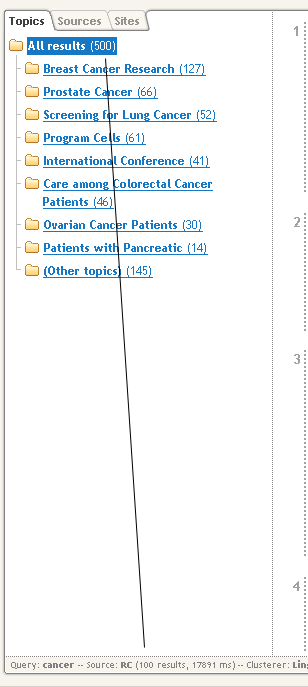 Topics Sources Sites
All results (500)
Breast Cancer Research (127)
Prostate Cancer (66)
Screening for Lung Cancer (52)
Program Cells (61)
International Conference (41)
Care among Colorectal Cancer
Patients (46)
Ovarian Cancer Patients (30)
Patients with Pancreatic (14)
(Other topics) (145)
1
2
3
4
Query: cancer -- Source: RC (100 results, 17891 ms) -- Clusterer: Ling